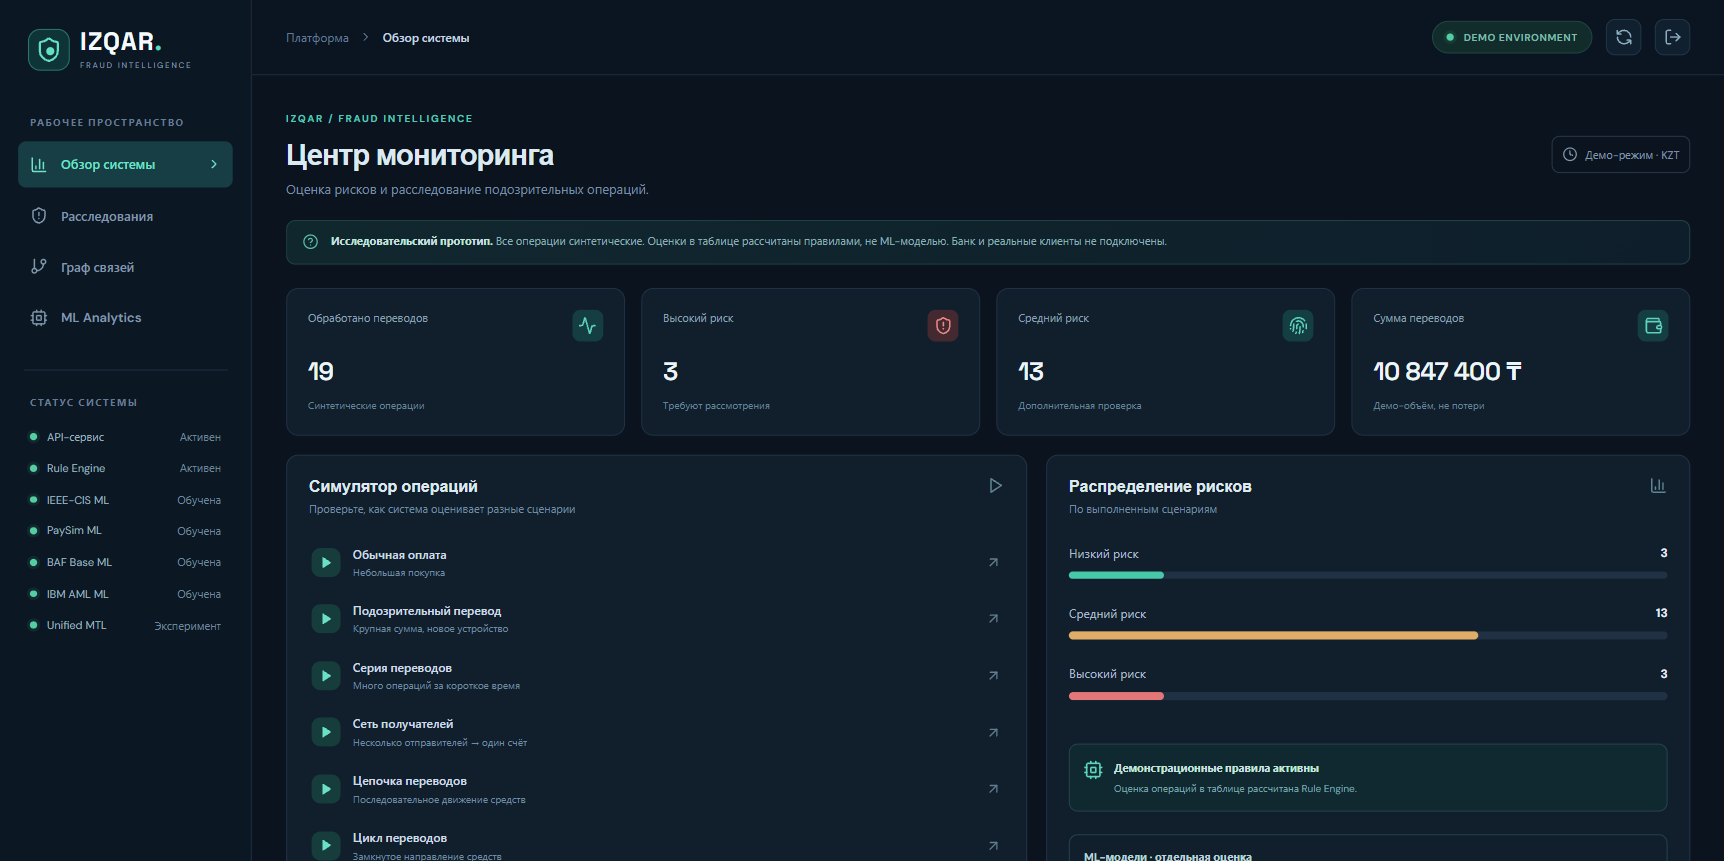 IZQAR.
FRAUD INTELLIGENCE
РАБОЧЕЕ ПРОСТРАНСТВО
Обзор системы
Расследования
Граф связей
ML Analytics
СТАТУС СИСТЕМЫ
API-сервис Активен
Rule Engine Активен
IEEE-CIS ML Обучена
PaySim ML Обучена
BAF Base ML Обучена
IBM AML ML Обучена
Unified MTL Эксперимент
Платформа Обзор системы
DEMO ENVIRONMENT
IZQAR / FRAUD INTELLIGENCE
Центр мониторинга
Оценка рисков и расследование подозрительных операций.
Демо-режим · KZT
Исследовательский прототип. Все операции синтетические. Оценки в таблице рассчитаны правилами, не ML-моделью. Банк и реальные клиенты не подключены.
Обработано переводов
19
Синтетические операции
Высокий риск
3
Требуют рассмотрения
Средний риск
13
Дополнительная проверка
Сумма переводов
10 847 400 ₸
Демо-объём, не потери
Симулятор операций
Проверьте, как система оценивает разные сценарии
Обычная оплата
Небольшая покупка
Подозрительный перевод
Крупная сумма, новое устройство
Серия переводов
Много операций за короткое время
Сеть получателей
Несколько отправителей → один счёт
Цепочка переводов
Последовательное движение средств
Цикл переводов
Замкнутое направление средств
Распределение рисков
По выполненным сценариям
Низкий риск 3
Средний риск 13
Высокий риск 3
Демонстрационные правила активны
Оценка операций в таблице рассчитана Rule Engine.
ML-модели · отдельная оценка